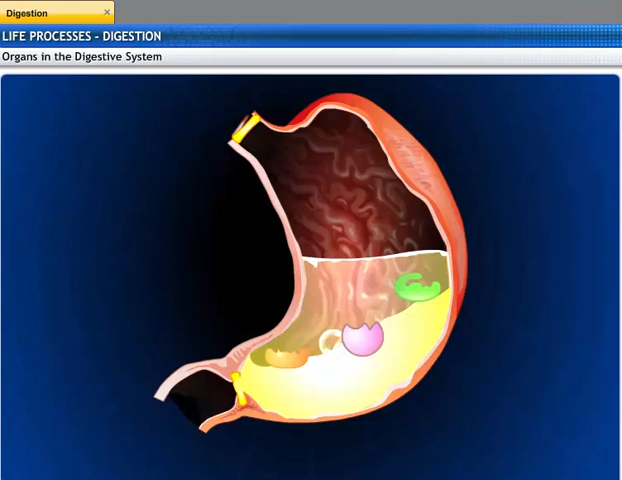 Digestion
LIFE PROCESSES - DIGESTION
Organs in the Digestive System